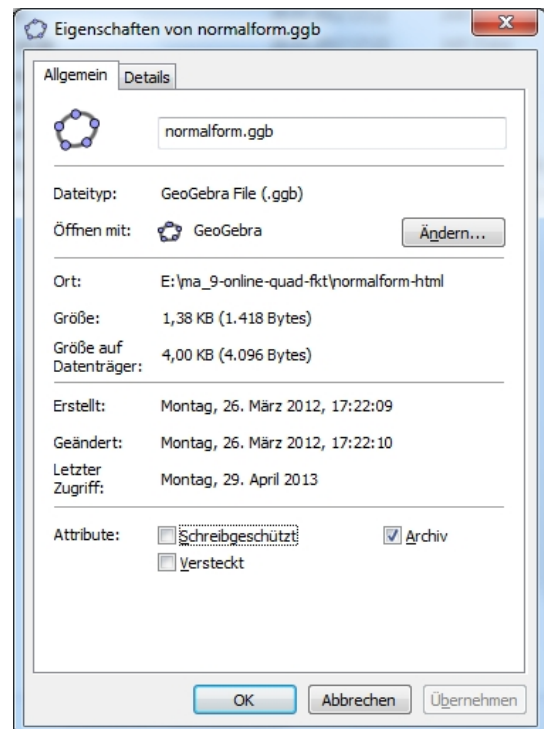 Eigenschaften von normalform.ggb
Allgemein Details
normalform.ggb
Dateityp: GeoGebra File (.ggb)
Öffnen mit: GeoGebra Ändern...
Ort: E:\ma_9-online-quad-fkt\normalform-html
Größe: 1,38 KB (1.418 Bytes)
Größe auf
Datenträger: 4,00 KB (4.096 Bytes)
Erstellt: Montag, 26. März 2012, 17:22:09
Geändert: Montag, 26. März 2012, 17:22:10
Letzter
Zugriff: Montag, 29. April 2013
Attribute: Schreibgeschützt Archiv
Versteckt
OK Abbrechen Übernehmen